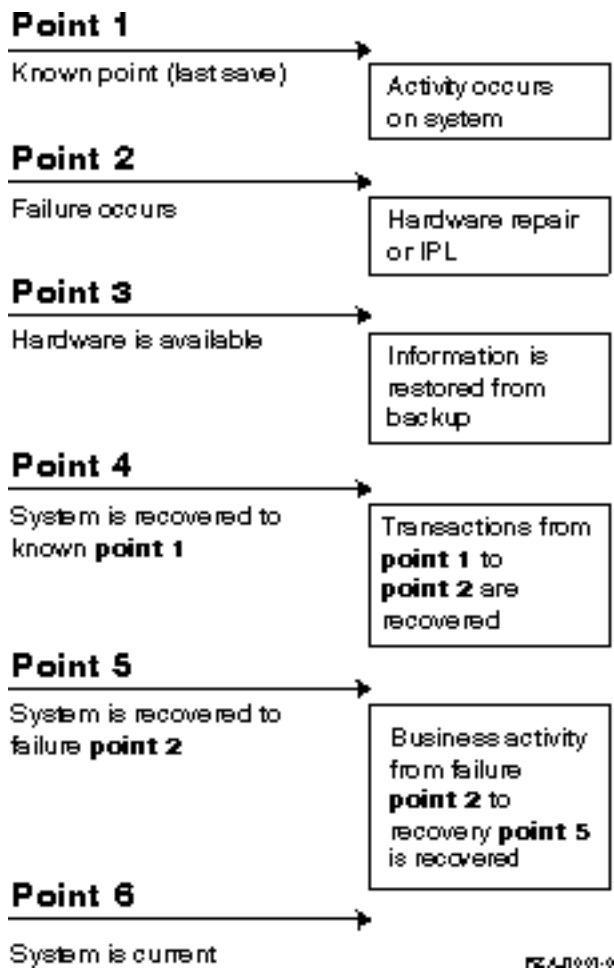 Point 1
Known point (last save)
Activity occurs
on system
Point 2
Failure occurs
Hardware repair
or IPL
Point 3
Hardware is available
Information is
restored from
backup
Point 4
System is recovered to
known point 1
Transactions from
point 1 to
point 2 are
recovered
Point 5
System is recovered to
failure point 2
Business activity
from failure
point 2 to
recovery point 5
is recovered
Point 6
System is current